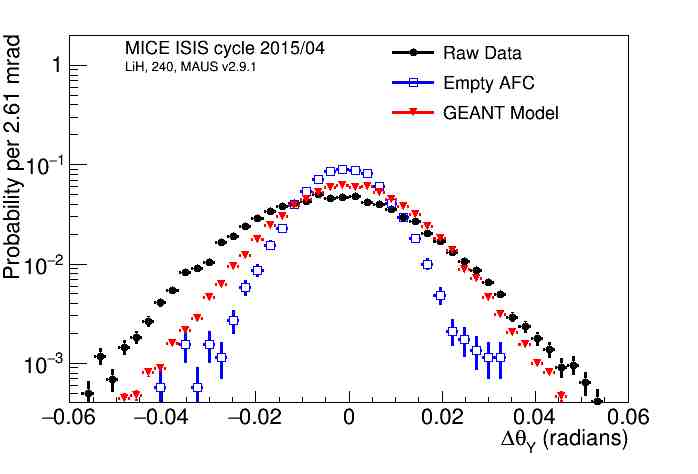 MICE ISIS cycle 2015/04
LiH, 240, MAUS v2.9.1
Raw Data
Empty AFC
GEANT Model
Probability per 2.61 mrad
1
10⁻¹
10⁻²
10⁻³
−0.06 −0.04 −0.02 0 0.02 0.04 0.06
Δθ_Y (radians)